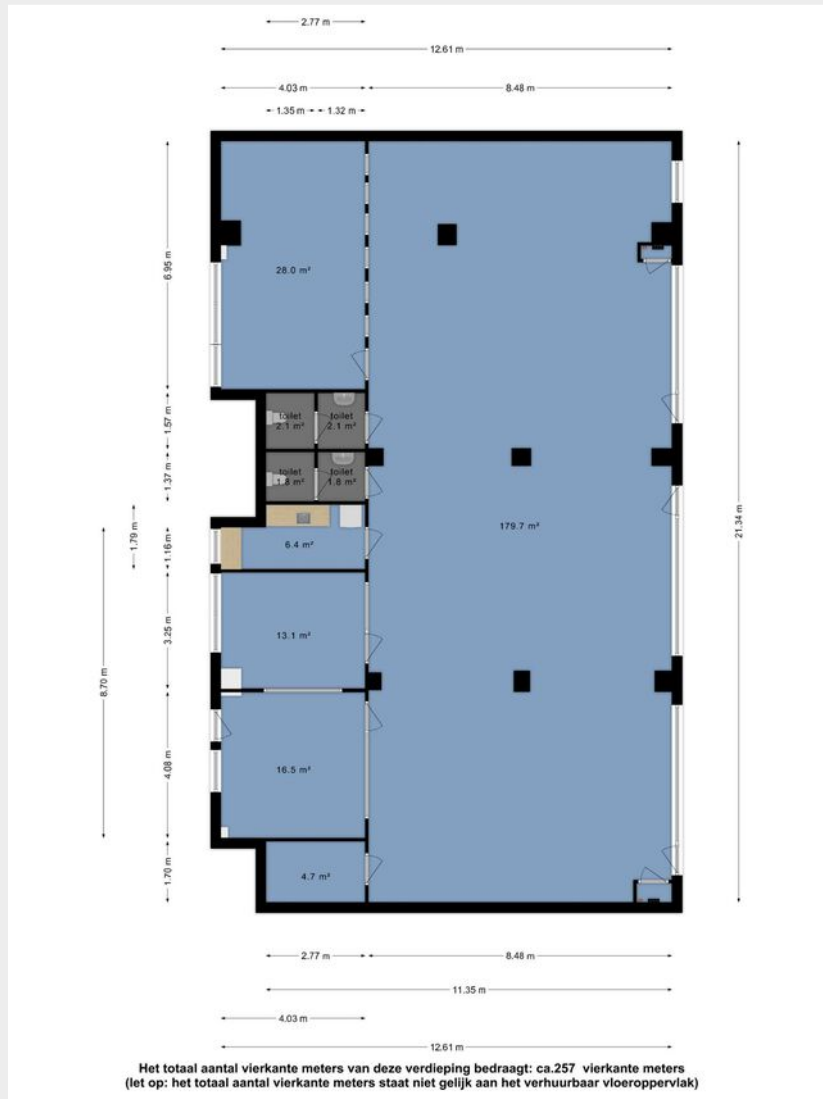 2.77 m
12.61 m
4.03 m 8.48 m
1.35 m 1.32 m
6.95 m
28.0 m²
1.57 m
toilet toilet
2.1 m² 2.1 m²
1.37 m
toilet toilet
1.8 m² 1.8 m²
179.7 m²
21.34 m
1.79 m
1.16 m
6.4 m²
3.25 m
13.1 m²
8.70 m
4.08 m
16.5 m²
1.70 m
4.7 m²
2.77 m 8.48 m
11.35 m
4.03 m
12.61 m
Het totaal aantal vierkante meters van deze verdieping bedraagt: ca.257 vierkante meters
(let op: het totaal aantal vierkante meters staat niet gelijk aan het verhuurbaar vloeroppervlak)